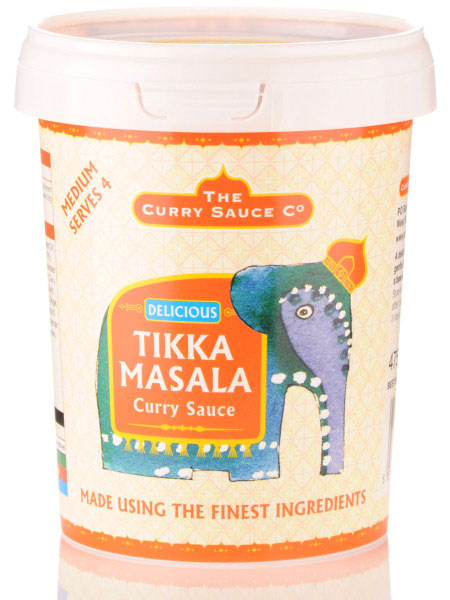 MEDIUM
SERVES 4
THE
CURRY SAUCE CO
DELICIOUS
TIKKA
MASALA
Curry Sauce
MADE USING THE FINEST INGREDIENTS